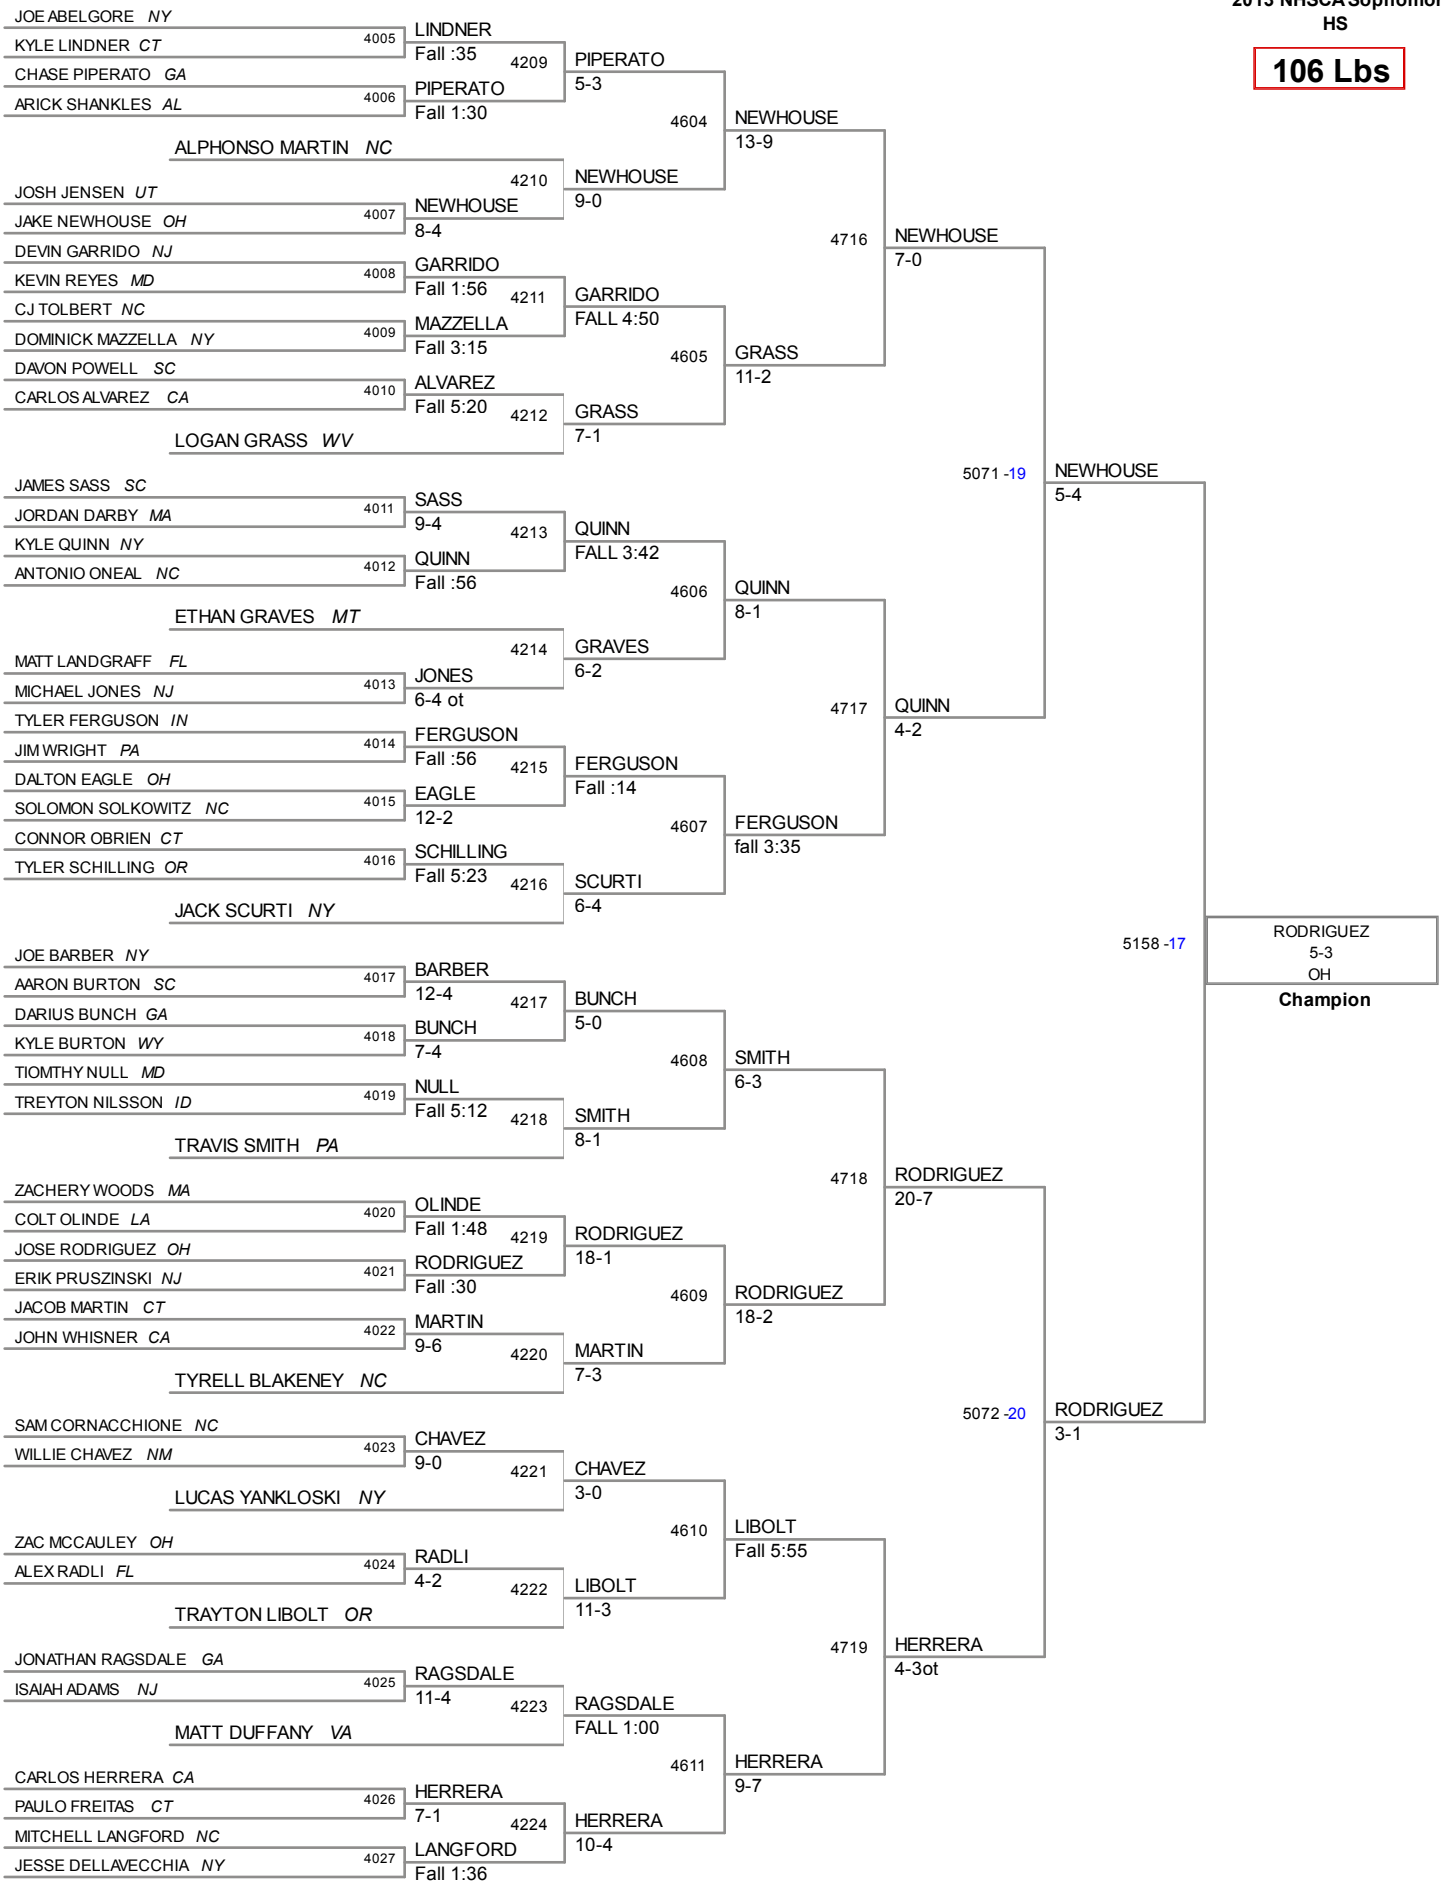 2013 NHSCA Sophomor
HS
106 Lbs
JOE ABELGORE NY
KYLE LINDNER CT
4005
LINDNER
Fall :35
CHASE PIPERATO GA
ARICK SHANKLES AL
4006
PIPERATO
Fall 1:30
4209
PIPERATO
5-3
ALPHONSO MARTIN NC
JOSH JENSEN UT
JAKE NEWHOUSE OH
4007
NEWHOUSE
8-4
4210
NEWHOUSE
9-0
4604
NEWHOUSE
13-9
DEVIN GARRIDO NJ
KEVIN REYES MD
4008
GARRIDO
Fall 1:56
CJ TOLBERT NC
DOMINICK MAZZELLA NY
4009
MAZZELLA
Fall 3:15
4211
GARRIDO
FALL 4:50
DAVON POWELL SC
CARLOS ALVAREZ CA
4010
ALVAREZ
Fall 5:20
LOGAN GRASS WV
4212
GRASS
7-1
4605
GRASS
11-2
4716
NEWHOUSE
7-0
JAMES SASS SC
JORDAN DARBY MA
4011
SASS
9-4
KYLE QUINN NY
ANTONIO ONEAL NC
4012
QUINN
Fall :56
4213
QUINN
FALL 3:42
ETHAN GRAVES MT
MATT LANDGRAFF FL
MICHAEL JONES NJ
4013
JONES
6-4 ot
4214
GRAVES
6-2
4606
QUINN
8-1
TYLER FERGUSON IN
JIM WRIGHT PA
4014
FERGUSON
Fall :56
DALTON EAGLE OH
SOLOMON SOLKOWITZ NC
4015
EAGLE
12-2
4215
FERGUSON
Fall :14
CONNOR OBRIEN CT
TYLER SCHILLING OR
4016
SCHILLING
Fall 5:23
JACK SCURTI NY
4216
SCURTI
6-4
4607
FERGUSON
fall 3:35
4717
QUINN
4-2
5071 -19
NEWHOUSE
5-4
JOE BARBER NY
AARON BURTON SC
4017
BARBER
12-4
DARIUS BUNCH GA
KYLE BURTON WY
4018
BUNCH
7-4
4217
BUNCH
5-0
TIOMTHY NULL MD
TREYTON NILSSON ID
4019
NULL
Fall 5:12
TRAVIS SMITH PA
4218
SMITH
8-1
4608
SMITH
6-3
ZACHERY WOODS MA
COLT OLINDE LA
4020
OLINDE
Fall 1:48
JOSE RODRIGUEZ OH
ERIK PRUSZINSKI NJ
4021
RODRIGUEZ
Fall :30
4219
RODRIGUEZ
18-1
JACOB MARTIN CT
JOHN WHISNER CA
4022
MARTIN
9-6
TYRELL BLAKENEY NC
4220
MARTIN
7-3
4609
RODRIGUEZ
18-2
4718
RODRIGUEZ
20-7
SAM CORNACCHIONE NC
WILLIE CHAVEZ NM
4023
CHAVEZ
9-0
LUCAS YANKLOSKI NY
4221
CHAVEZ
3-0
ZAC MCCAULEY OH
ALEX RADLI FL
4024
RADLI
4-2
TRAYTON LIBOLT OR
4222
LIBOLT
11-3
4610
LIBOLT
Fall 5:55
JONATHAN RAGSDALE GA
ISAIAH ADAMS NJ
4025
RAGSDALE
11-4
MATT DUFFANY VA
4223
RAGSDALE
FALL 1:00
CARLOS HERRERA CA
PAULO FREITAS CT
4026
HERRERA
7-1
MITCHELL LANGFORD NC
JESSE DELLAVECCHIA NY
4027
LANGFORD
Fall 1:36
4224
HERRERA
10-4
4611
HERRERA
9-7
4719
HERRERA
4-3ot
5072 -20
RODRIGUEZ
3-1
5158 -17
RODRIGUEZ
5-3
OH
Champion